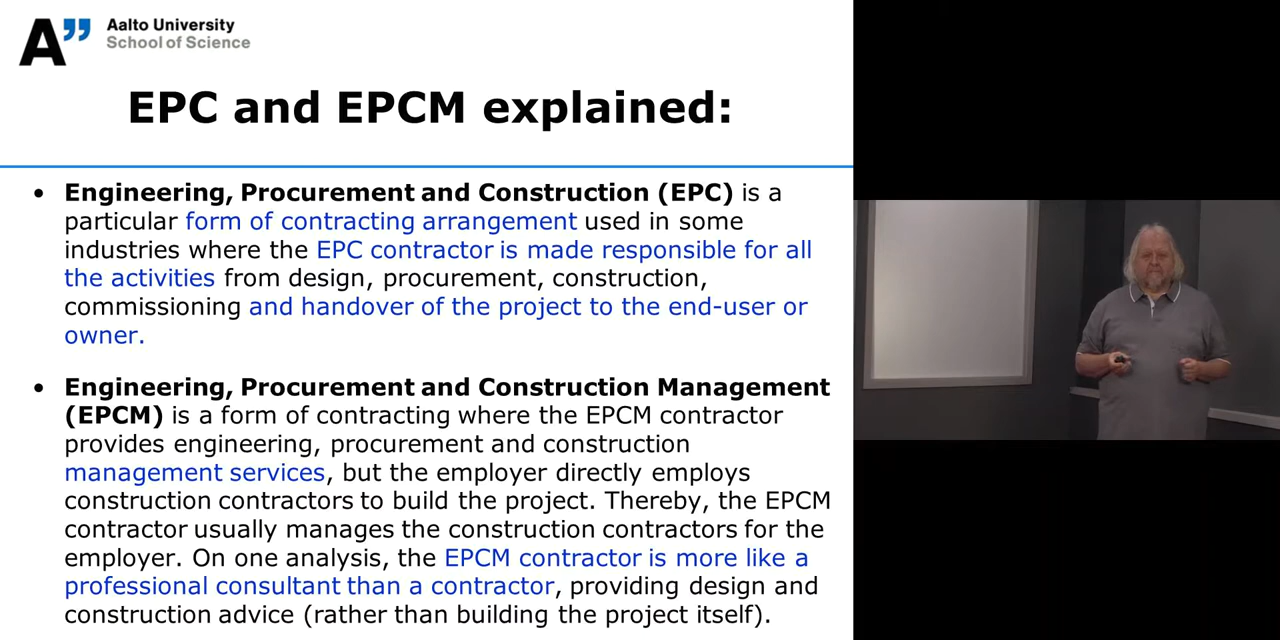 A”
Aalto University
School of Science
EPC and EPCM explained:
• Engineering, Procurement and Construction (EPC) is a
particular form of contracting arrangement used in some
industries where the EPC contractor is made responsible for all
the activities from design, procurement, construction,
commissioning and handover of the project to the end-user or
owner.
• Engineering, Procurement and Construction Management
(EPCM) is a form of contracting where the EPCM contractor
provides engineering, procurement and construction
management services, but the employer directly employs
construction contractors to build the project. Thereby, the EPCM
contractor usually manages the construction contractors for the
employer. On one analysis, the EPCM contractor is more like a
professional consultant than a contractor, providing design and
construction advice (rather than building the project itself).